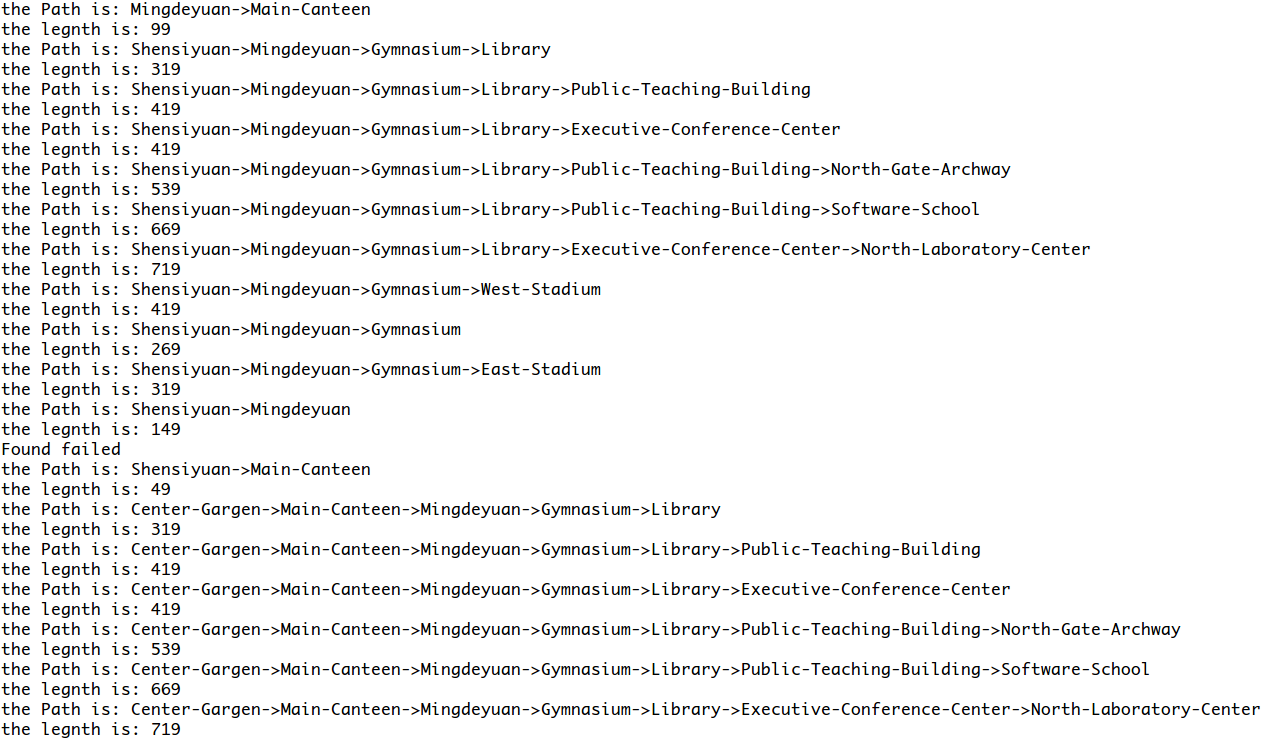 the Path is: Mingdeyuan->Main-Canteen
the legnth is: 99
the Path is: Shensiyuan->Mingdeyuan->Gymnasium->Library
the legnth is: 319
the Path is: Shensiyuan->Mingdeyuan->Gymnasium->Library->Public-Teaching-Building
the legnth is: 419
the Path is: Shensiyuan->Mingdeyuan->Gymnasium->Library->Executive-Conference-Center
the legnth is: 419
the Path is: Shensiyuan->Mingdeyuan->Gymnasium->Library->Public-Teaching-Building->North-Gate-Archway
the legnth is: 539
the Path is: Shensiyuan->Mingdeyuan->Gymnasium->Library->Public-Teaching-Building->Software-School
the legnth is: 669
the Path is: Shensiyuan->Mingdeyuan->Gymnasium->Library->Executive-Conference-Center->North-Laboratory-Center
the legnth is: 719
the Path is: Shensiyuan->Mingdeyuan->Gymnasium->West-Stadium
the legnth is: 419
the Path is: Shensiyuan->Mingdeyuan->Gymnasium
the legnth is: 269
the Path is: Shensiyuan->Mingdeyuan->Gymnasium->East-Stadium
the legnth is: 319
the Path is: Shensiyuan->Mingdeyuan
the legnth is: 149
Found failed
the Path is: Shensiyuan->Main-Canteen
the legnth is: 49
the Path is: Center-Gargen->Main-Canteen->Mingdeyuan->Gymnasium->Library
the legnth is: 319
the Path is: Center-Gargen->Main-Canteen->Mingdeyuan->Gymnasium->Library->Public-Teaching-Building
the legnth is: 419
the Path is: Center-Gargen->Main-Canteen->Mingdeyuan->Gymnasium->Library->Executive-Conference-Center
the legnth is: 419
the Path is: Center-Gargen->Main-Canteen->Mingdeyuan->Gymnasium->Library->Public-Teaching-Building->North-Gate-Archway
the legnth is: 539
the Path is: Center-Gargen->Main-Canteen->Mingdeyuan->Gymnasium->Library->Public-Teaching-Building->Software-School
the legnth is: 669
the Path is: Center-Gargen->Main-Canteen->Mingdeyuan->Gymnasium->Library->Executive-Conference-Center->North-Laboratory-Center
the legnth is: 719